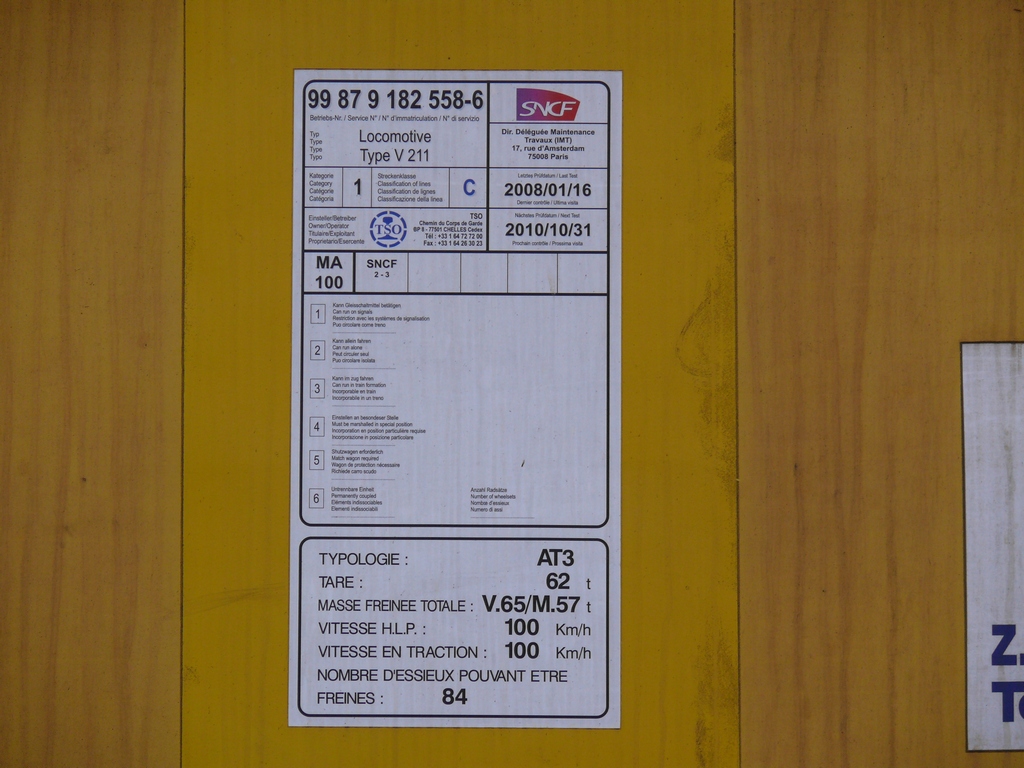 99 87 9 182 558-6
Betriebs-Nr. / Service N° / N° d'immatriculation / N° di servizio
SNCF
Dir. Déléguée Maintenance
Travaux (IMT)
17, rue d'Amsterdam
75008 Paris
Typ
Type
Type
Typo
Locomotive
Type V 211
Kategorie
Category
Catégorie
Categoria
1
Streckenklasse
Classification of lines
Classification de lignes
Classificazione della linea
C
Letztes Prüfdatum / Last Test
2008/01/16
Dernier contrôle / Ultima visita
Einsteller/Betreiber
Owner/Operator
Titulaire/Exploitant
Proprietario/Esercente
TSO
TSO
Chemin du Corps de Garde
BP 8 - 77501 CHELLES Cedex
Tél : +33 1 64 72 72 00
Fax : +33 1 64 26 30 23
Nächstes Prüfdatum / Next Test
2010/10/31
Prochain contrôle / Prossima visita
MA
100
SNCF
2 - 3
1
Kann Gleisschaltmittel betätigen
Can run on signals
Restriction avec les systèmes de signalisation
Puo circolare come treno
2
Kann allein fahren
Can run alone
Peut circuler seul
Puo circolare isolata
3
Kann im zug fahren
Can run in train formation
Incorporable en train
Incorporabile in un treno
4
Einstellen an besonderer Stelle
Must be marshalled in special position
Incorporation en position particulière requise
Incorporazione in posizione particolare
5
Shutzwagen erforderlich
Match wagon required
Wagon de protection nécessaire
Richiede carro scudo
6
Untrennbare Einheit
Permanently coupled
Eléments indissociables
Element indissociabili
Anzahl Radsätze
Number of wheelsets
Nombre d'essieux
Numero di assi
TYPOLOGIE : AT3
TARE : 62 t
MASSE FREINEE TOTALE : V.65/M.57 t
VITESSE H.L.P. : 100 Km/h
VITESSE EN TRACTION : 100 Km/h
NOMBRE D'ESSIEUX POUVANT ETRE
FREINES : 84
Z.